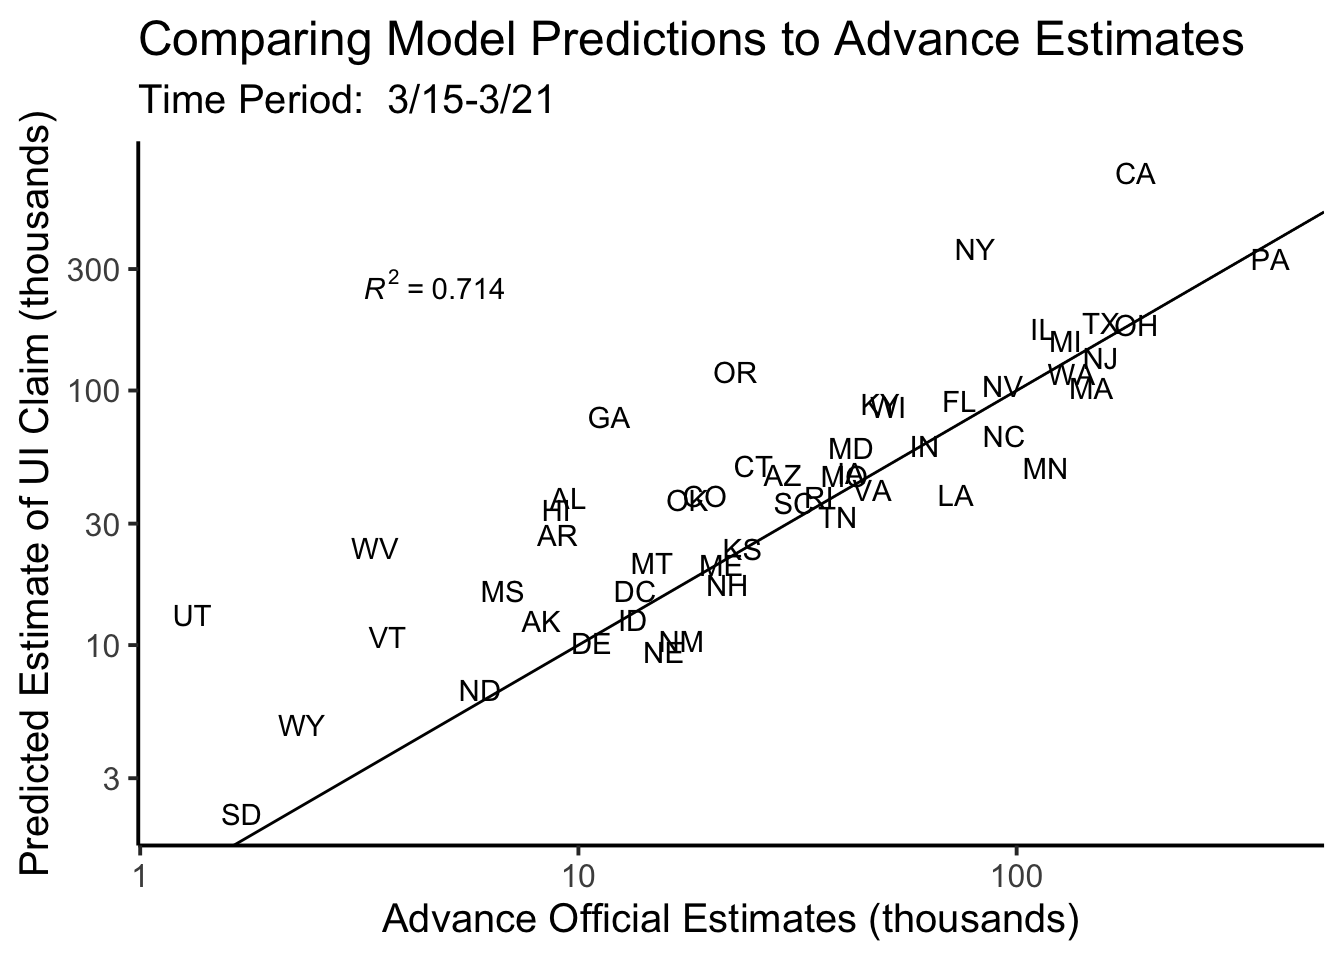 Comparing Model Predictions to Advance Estimates
Time Period:  3/15-3/21
Predicted Estimate of UI Claim (thousands)
300
100
30
10
3
R² = 0.714
CA
NY
PA
TX
OH
IL
MI
NJ
WA
MA
OR
NV
FL
KY
WI
GA
NC
IN
MD
MN
CT
AZ
IA
MO
VA
LA
OK
CO
SC
RI
TN
AL
HI
AR
WV
KS
MT
ME
NH
MS
DC
UT
AK
ID
VT
DE
NM
NE
ND
WY
SD
1
10
100
Advance Official Estimates (thousands)